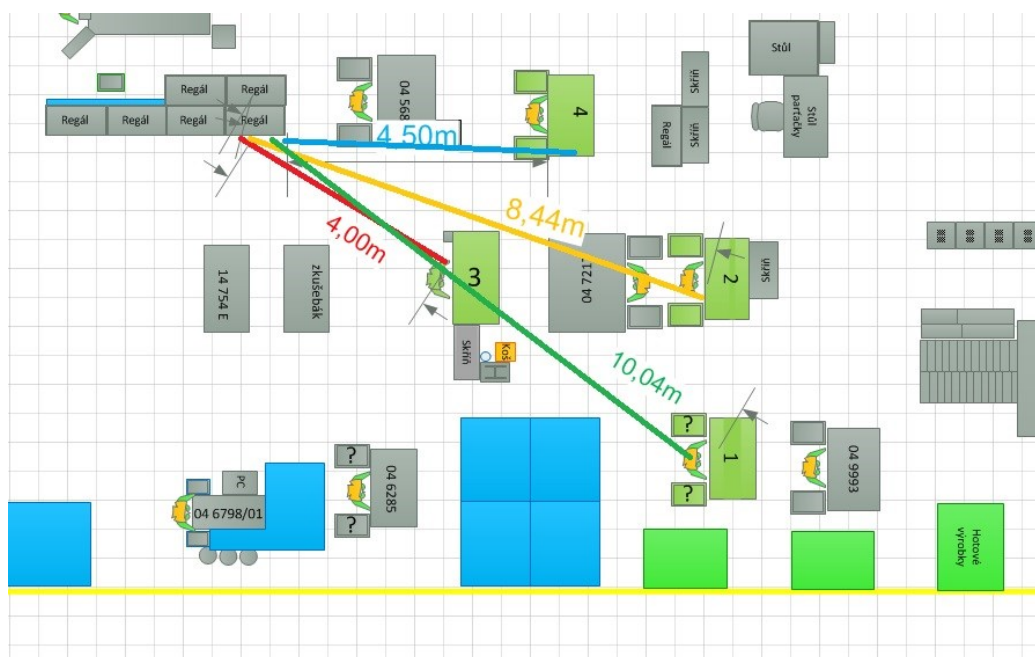 Stůl
Regál
Regál
Regál
Regál
Regál
Regál
04 568
4
Skříň
Regál
Skříň
Stůl
parťačky
4,50m
8,44m
4,00m
14 754 E
zkušebák
3
04 721
2
Skříň
Skříň
Koš
10,04m
?
1
?
04 9993
?
04 6285
?
PC
04 6798/01
Hotové
výrobky